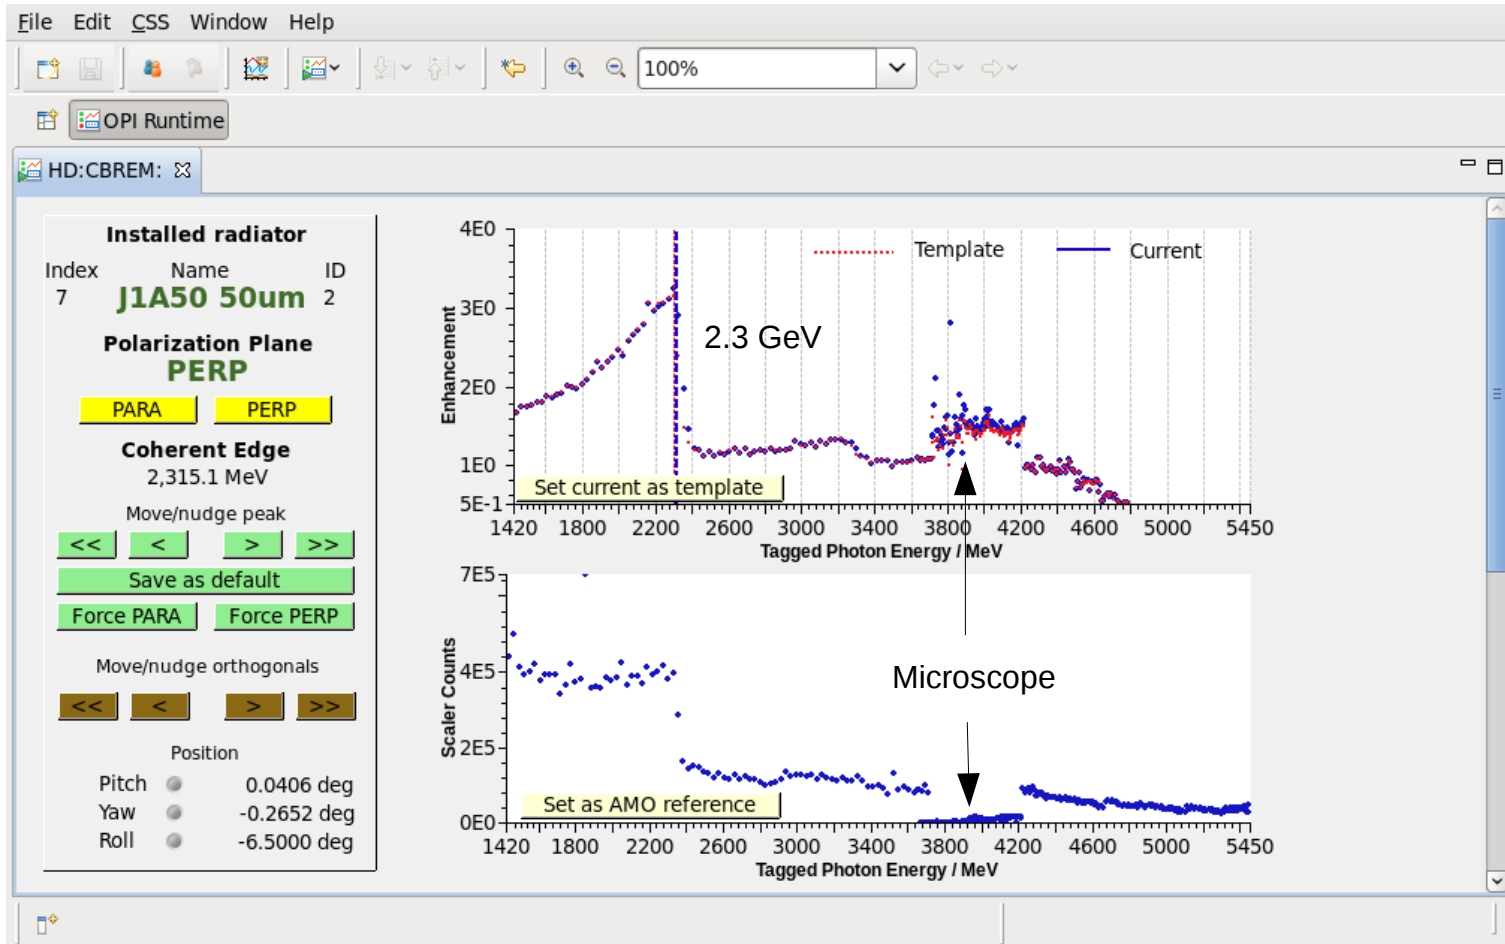 File Edit CSS Window Help
100%
OPI Runtime
HD:CBREM:
Installed radiator
Index Name ID
7 J1A50 50um 2
Polarization Plane
PERP
PARA PERP
Coherent Edge
2,315.1 MeV
Move/nudge peak
<< < > >>
Save as default
Force PARA Force PERP
Move/nudge orthogonals
<< < > >>
Position
Pitch 0.0406 deg
Yaw -0.2652 deg
Roll -6.5000 deg
4E0
3E0
2E0
1E0
5E-1
Enhancement
Template Current
2.3 GeV
Set current as template
1420 1800 2200 2600 3000 3400 3800 4200 4600 5000 5450
Tagged Photon Energy / MeV
7E5
4E5
2E5
0E0
Scaler Counts
Microscope
Set as AMO reference
1420 1800 2200 2600 3000 3400 3800 4200 4600 5000 5450
Tagged Photon Energy / MeV